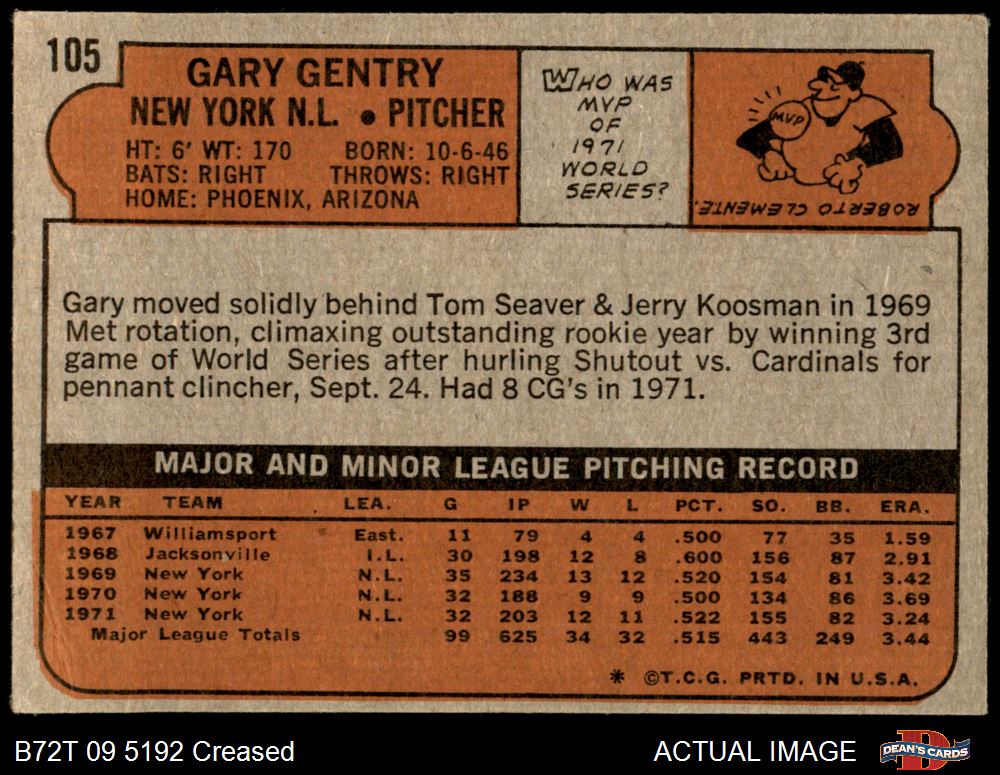 105
GARY GENTRY
NEW YORK N.L. • PITCHER
HT: 6' WT: 170 BORN: 10-6-46
BATS: RIGHT THROWS: RIGHT
HOME: PHOENIX, ARIZONA
WHO WAS
MVP
OF
1971
WORLD
SERIES?
MVP
ROBERTO CLEMENTE.
Gary moved solidly behind Tom Seaver & Jerry Koosman in 1969
Met rotation, climaxing outstanding rookie year by winning 3rd
game of World Series after hurling Shutout vs. Cardinals for
pennant clincher, Sept. 24. Had 8 CG's in 1971.
MAJOR AND MINOR LEAGUE PITCHING RECORD
YEAR TEAM LEA. G IP W L PCT. SO. BB. ERA.
1967 Williamsport East. 11 79 4 4 .500 77 35 1.59
1968 Jacksonville I.L. 30 198 12 8 .600 156 87 2.91
1969 New York N.L. 35 234 13 12 .520 154 81 3.42
1970 New York N.L. 32 188 9 9 .500 134 86 3.69
1971 New York N.L. 32 203 12 11 .522 155 82 3.24
Major League Totals 99 625 34 32 .515 443 249 3.44
* ©T.C.G. PRTD. IN U.S.A.
B72T 09 5192 Creased ACTUAL IMAGE DEAN'S CARDS